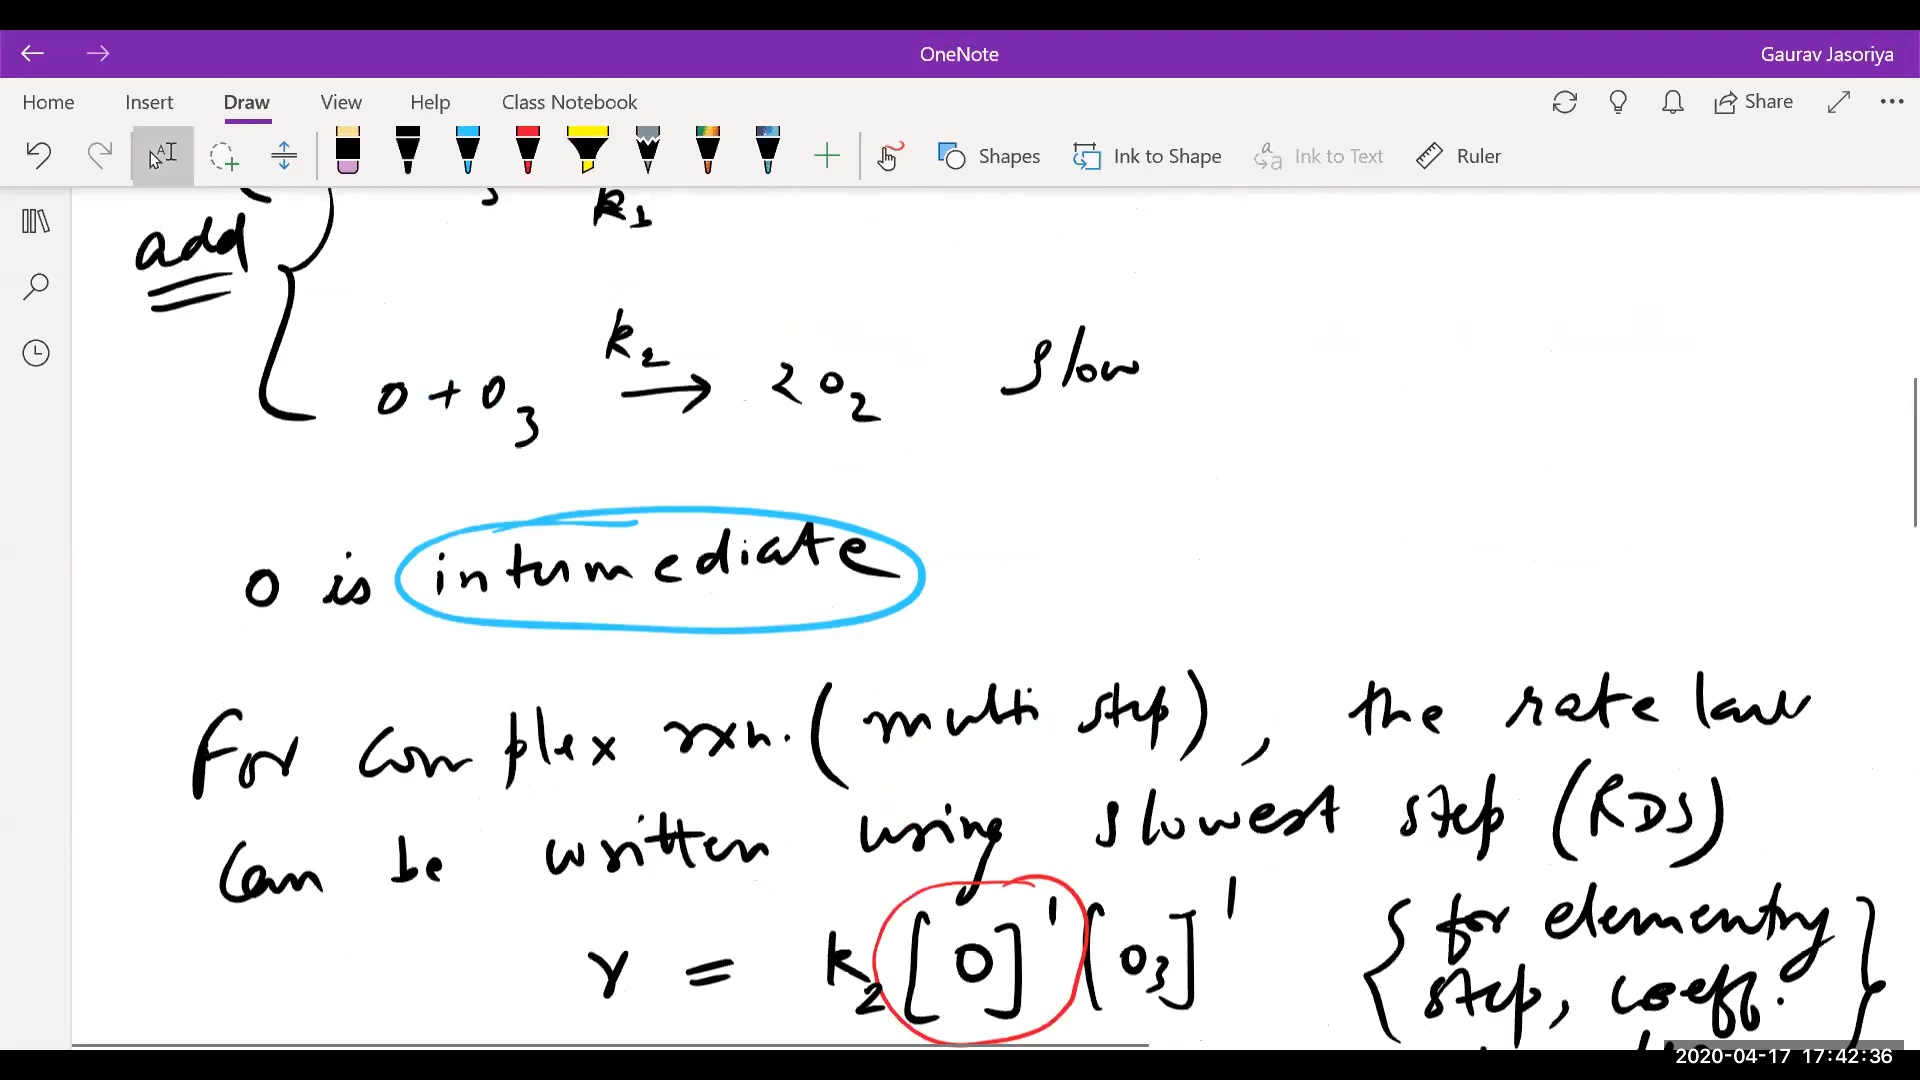 OneNote
Gaurav Jasoriya
Home Insert Draw View Help Class Notebook Share
Shapes Ink to Shape Ink to Text Ruler
k1
add
k2
O + O3 → 2O2 Slow
O is intermediate
For complex rxn. (multi step), the rate law
can be written using slowest step (RDS)
r = k2 [O]1 [O3]1 { for elementry
step, coeff. }
2020-04-17 17:42:36